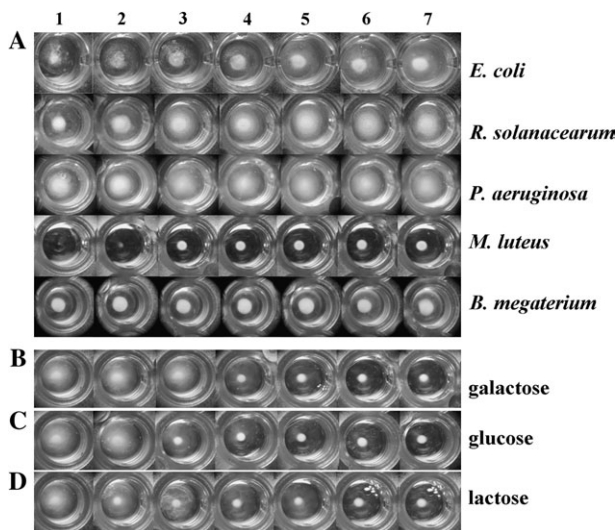 1 2 3 4 5 6 7
A
E. coli
R. solanacearum
P. aeruginosa
M. luteus
B. megaterium
B
galactose
C
glucose
D
lactose